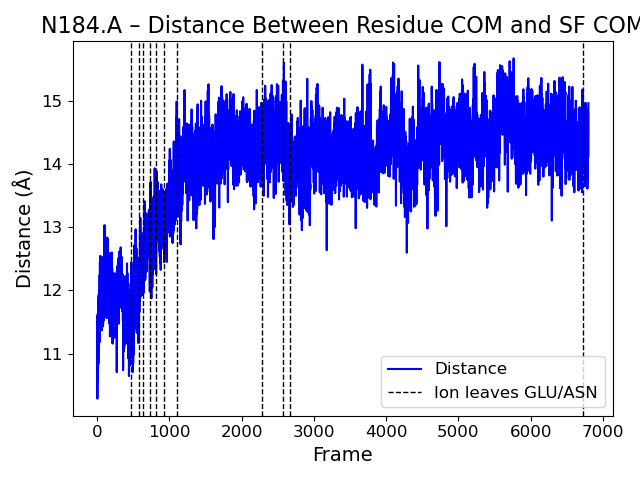 N184.A – Distance Between Residue COM and SF COM
Distance (Å)
15
14
13
12
11
Distance
Ion leaves GLU/ASN
0 1000 2000 3000 4000 5000 6000 7000
Frame